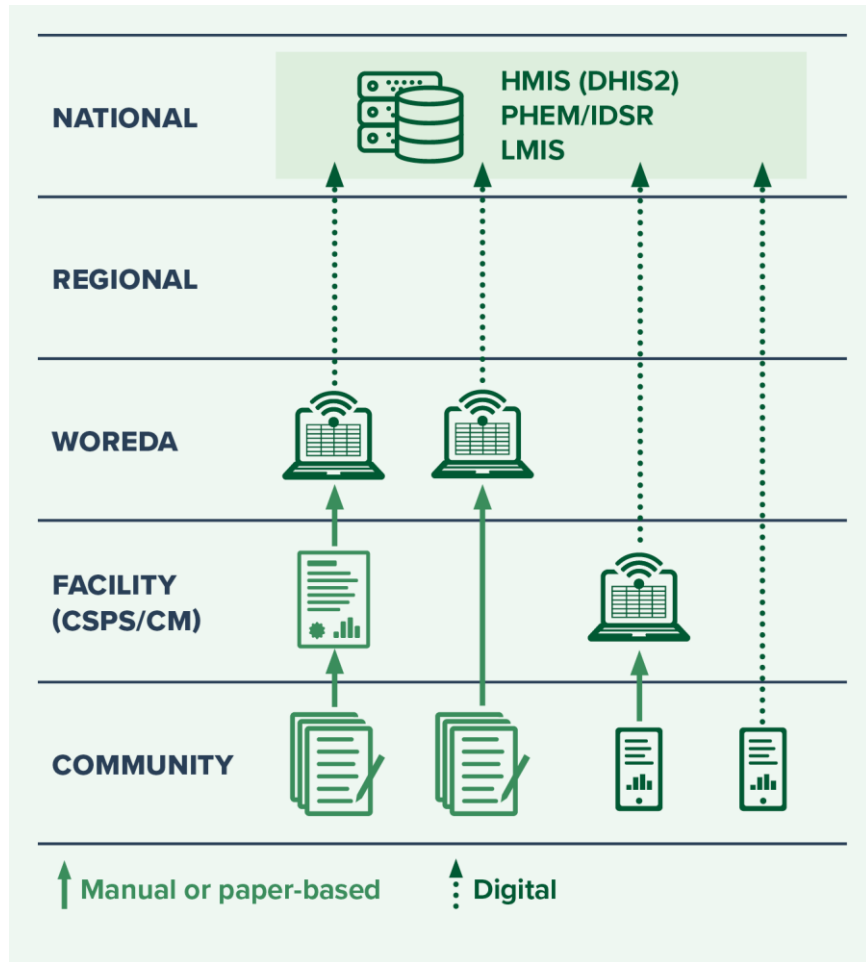 NATIONAL
HMIS (DHIS2)
PHEM/IDSR
LMIS
REGIONAL
WOREDA
FACILITY
(CSPS/CM)
COMMUNITY
Manual or paper-based
Digital